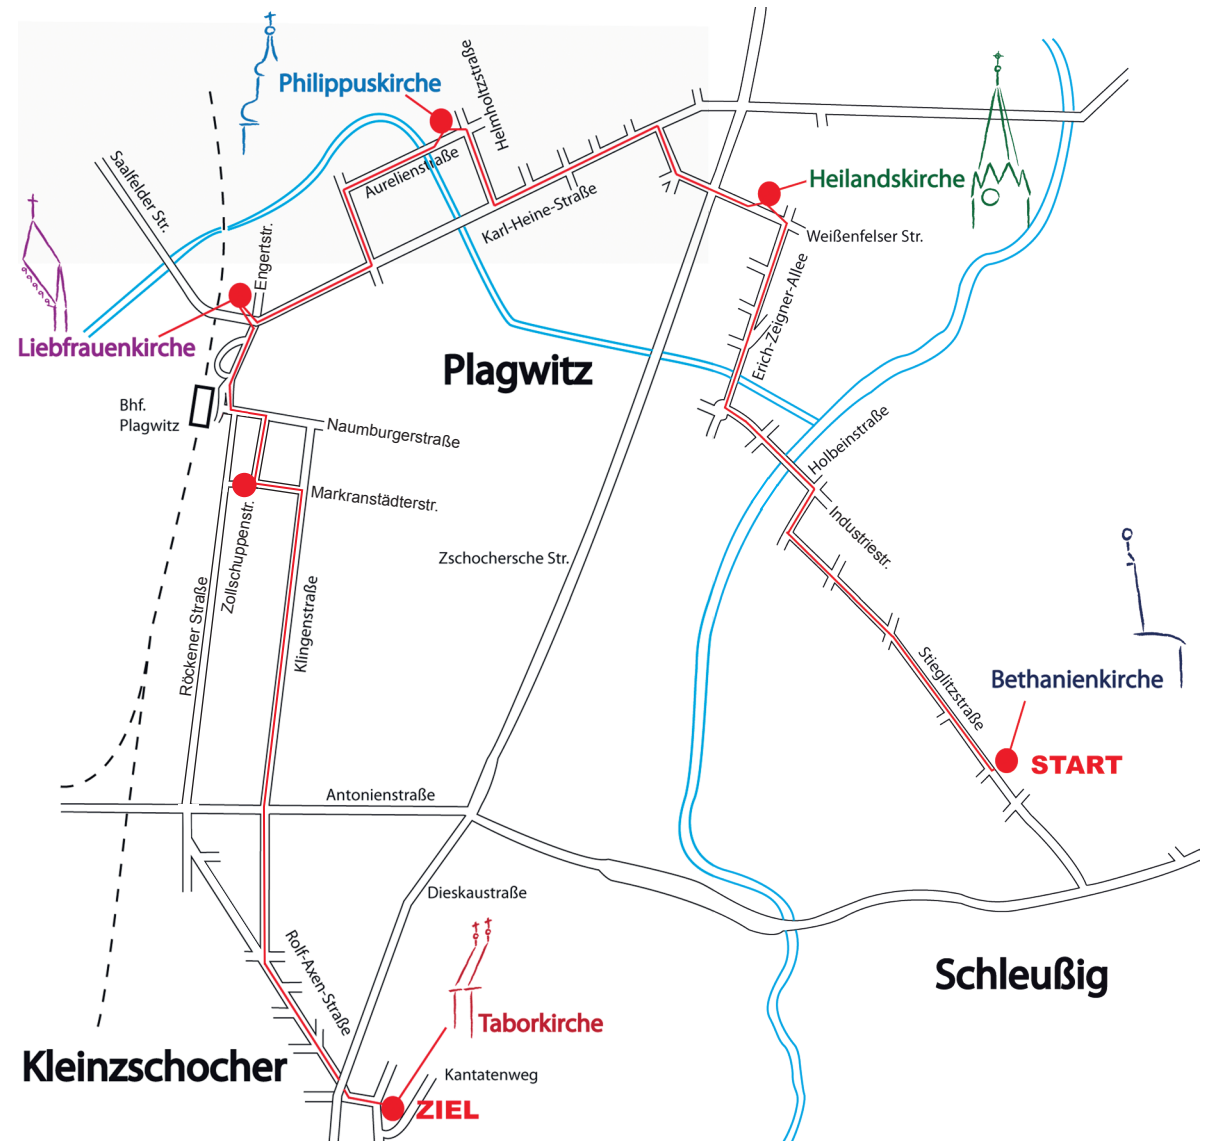 Philippuskirche
Helmholtzstraße
Saalfelder Str.
Aurelienstraße
Heilandskirche
Karl-Heine-Straße
Weißenfelser Str.
Engertstr.
Liebfrauenkirche
Erich-Zeigner-Allee
Plagwitz
Bhf.
Plagwitz
Naumburgerstraße
Holbeinstraße
Markranstädterstr.
Industriestr.
Zollschuppenstr.
Zschochersche Str.
Röckener Straße
Klingenstraße
Stieglitzstraße
Bethanienkirche
START
Antonienstraße
Dieskaustraße
Rolf-Axen-Straße
Schleußig
Taborkirche
Kleinzschocher
Kantatenweg
ZIEL